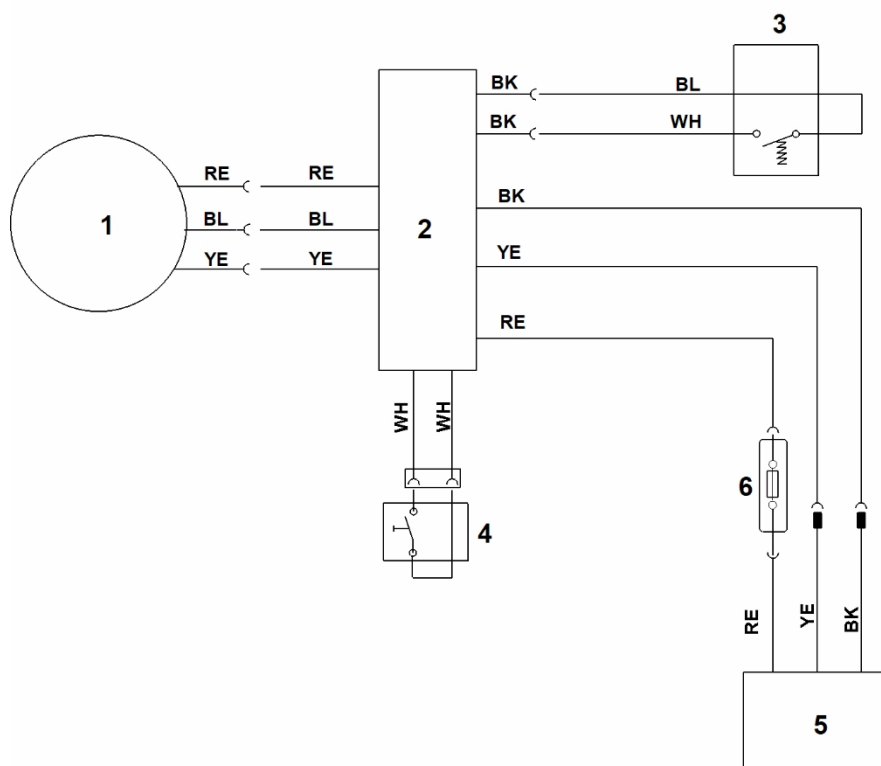 3
BK BL
BK WH
RE RE
BK
1 BL BL 2
YE YE YE
RE
WH WH
6
4
RE YE BK
5